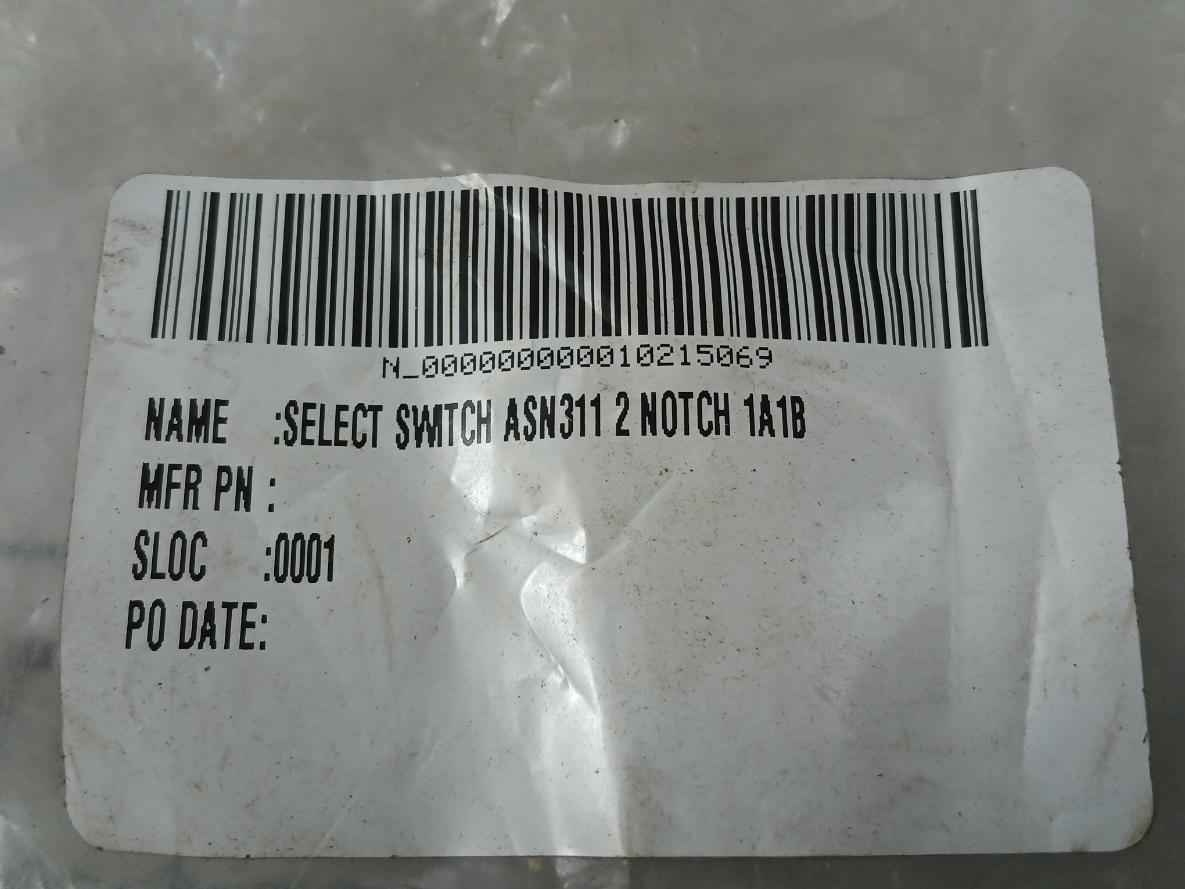 N_000000000010215069
NAME :SELECT SWITCH ASN311 2 NOTCH 1A1B
MFR PN :
SLOC :0001
PO DATE: